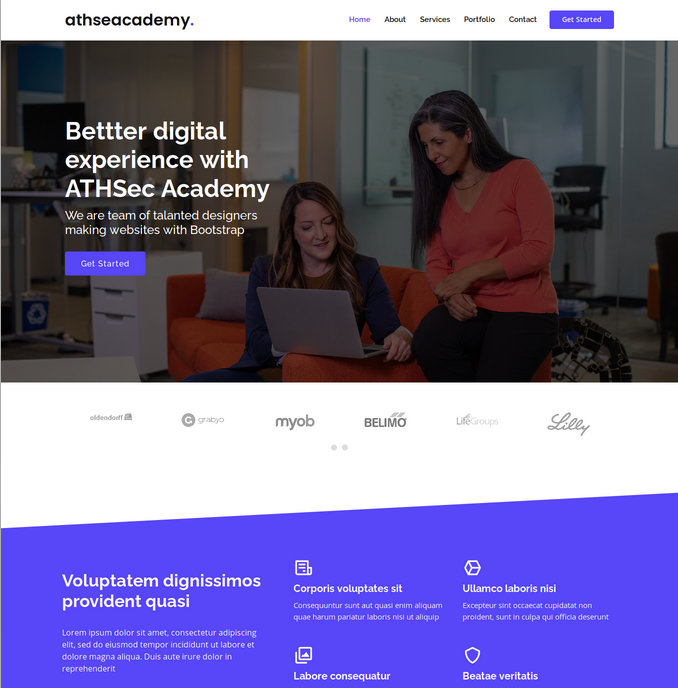 athseacademy.
Home About Services Portfolio Contact Get Started
Bettter digital
experience with
ATHSec Academy
We are team of talanted designers
making websites with Bootstrap
Get Started
oldendorff grabyo myob BELIMO LifeGroups Lilly
Voluptatem dignissimos
provident quasi
Lorem ipsum dolor sit amet, consectetur adipiscing
elit, sed do eiusmod tempor incididunt ut labore et
dolore magna aliqua. Duis aute irure dolor in
reprehenderit
Corporis voluptates sit
Consequuntur sunt aut quasi enim aliquam
quae harum pariatur laboris nisi ut aliquip
Ullamco laboris nisi
Excepteur sint occaecat cupidatat non
proident, sunt in culpa qui officia deserunt
Labore consequatur
Beatae veritatis